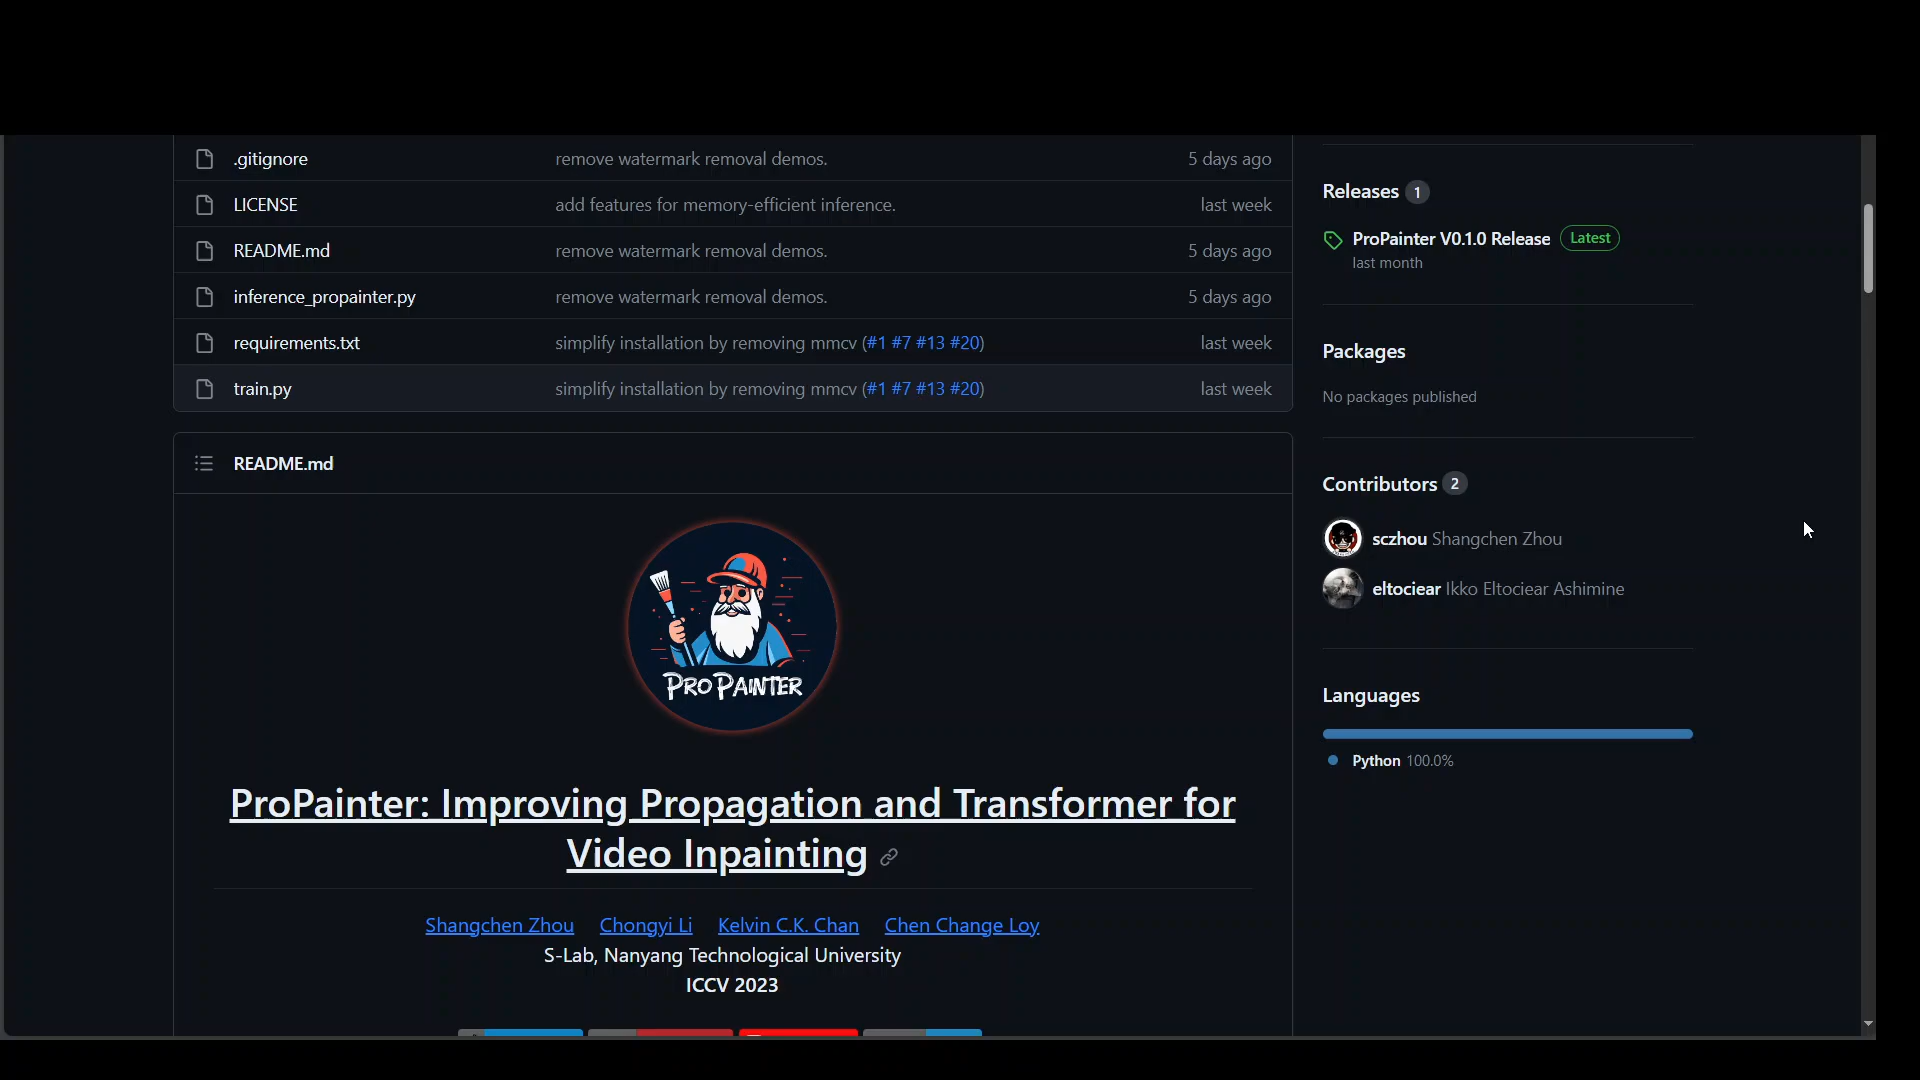 .gitignore remove watermark removal demos. 5 days ago
LICENSE add features for memory-efficient inference. last week
README.md remove watermark removal demos. 5 days ago
inference_propainter.py remove watermark removal demos. 5 days ago
requirements.txt simplify installation by removing mmcv (#1 #7 #13 #20) last week
train.py simplify installation by removing mmcv (#1 #7 #13 #20) last week
README.md
PROPAINTER
ProPainter: Improving Propagation and Transformer for
Video Inpainting
Shangchen Zhou Chongyi Li Kelvin C.K. Chan Chen Change Loy
S-Lab, Nanyang Technological University
ICCV 2023
Releases 1
ProPainter V0.1.0 Release Latest
last month
Packages
No packages published
Contributors 2
sczhou Shangchen Zhou
eltociear Ikko Eltociear Ashimine
Languages
Python 100.0%